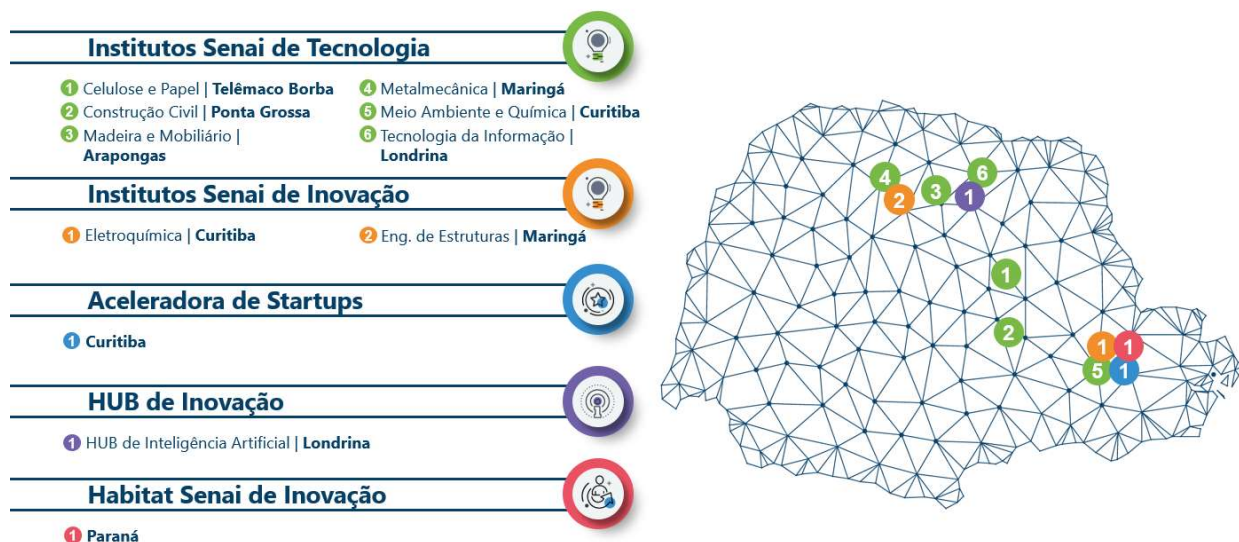 Institutos Senai de Tecnologia
1 Celulose e Papel | Telêmaco Borba
2 Construção Civil | Ponta Grossa
3 Madeira e Mobiliário |
Arapongas
4 Metalmecânica | Maringá
5 Meio Ambiente e Química | Curitiba
6 Tecnologia da Informação |
Londrina
Institutos Senai de Inovação
1 Eletroquímica | Curitiba
2 Eng. de Estruturas | Maringá
Aceleradora de Startups
1 Curitiba
HUB de Inovação
1 HUB de Inteligência Artificial | Londrina
Habitat Senai de Inovação
1 Paraná
4
2
3
6
1
1
2
1
1
5
1